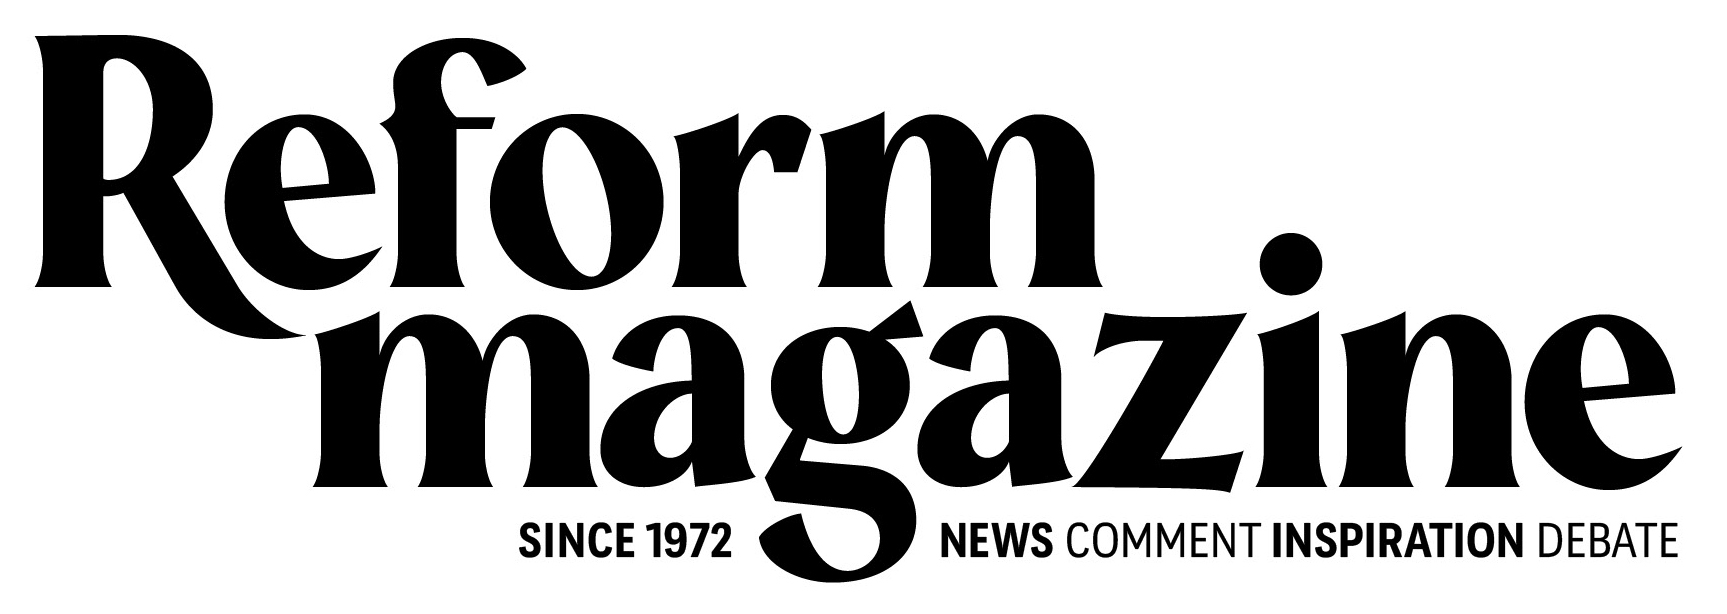 Reform
magazine
SINCE 1972 NEWS COMMENT INSPIRATION DEBATE